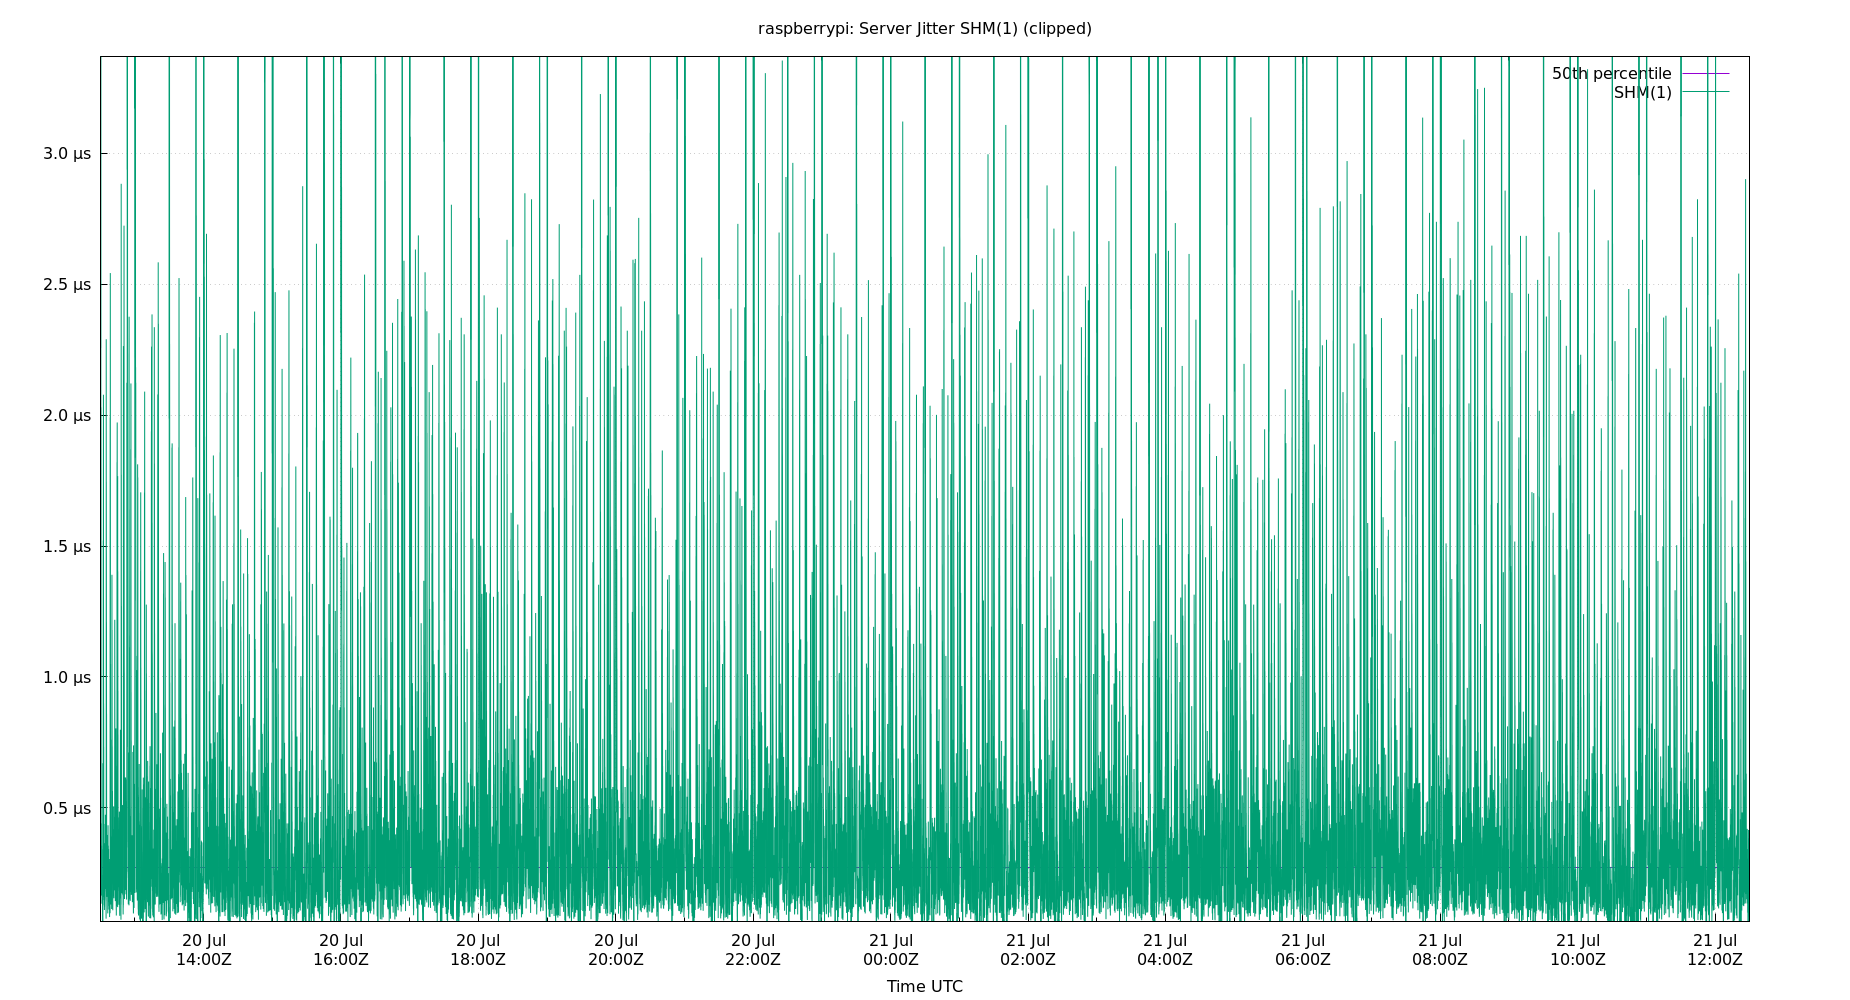 raspberrypi: Server Jitter SHM(1) (clipped)
50th percentile
SHM(1)
3.0 µs
2.5 µs
2.0 µs
1.5 µs
1.0 µs
0.5 µs
20 Jul 20 Jul 20 Jul 20 Jul 20 Jul 21 Jul 21 Jul 21 Jul 21 Jul 21 Jul 21 Jul 21 Jul
14:00Z 16:00Z 18:00Z 20:00Z 22:00Z 00:00Z 02:00Z 04:00Z 06:00Z 08:00Z 10:00Z 12:00Z
Time UTC